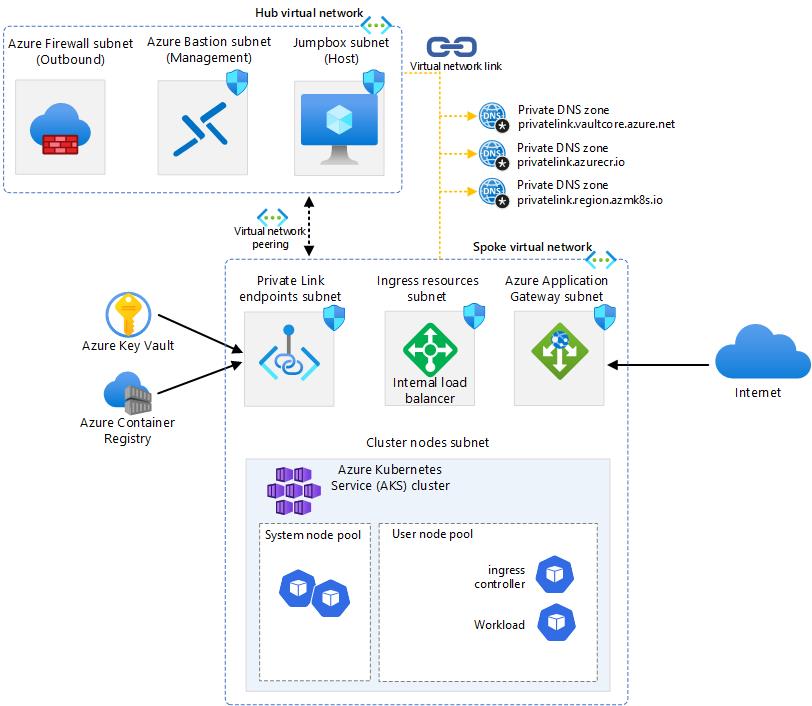 Hub virtual network
Azure Firewall subnet
(Outbound)
Azure Bastion subnet
(Management)
Jumpbox subnet
(Host)
Virtual network link
DNS
Private DNS zone
privatelink.vaultcore.azure.net
DNS
Private DNS zone
privatelink.azurecr.io
DNS
Private DNS zone
privatelink.region.azmk8s.io
Virtual network
peering
Spoke virtual network
Private Link
endpoints subnet
Ingress resources
subnet
Azure Application
Gateway subnet
Azure Key Vault
Azure Container
Registry
Internal load
balancer
Internet
Cluster nodes subnet
Azure Kubernetes
Service (AKS) cluster
System node pool
User node pool
ingress
controller
Workload